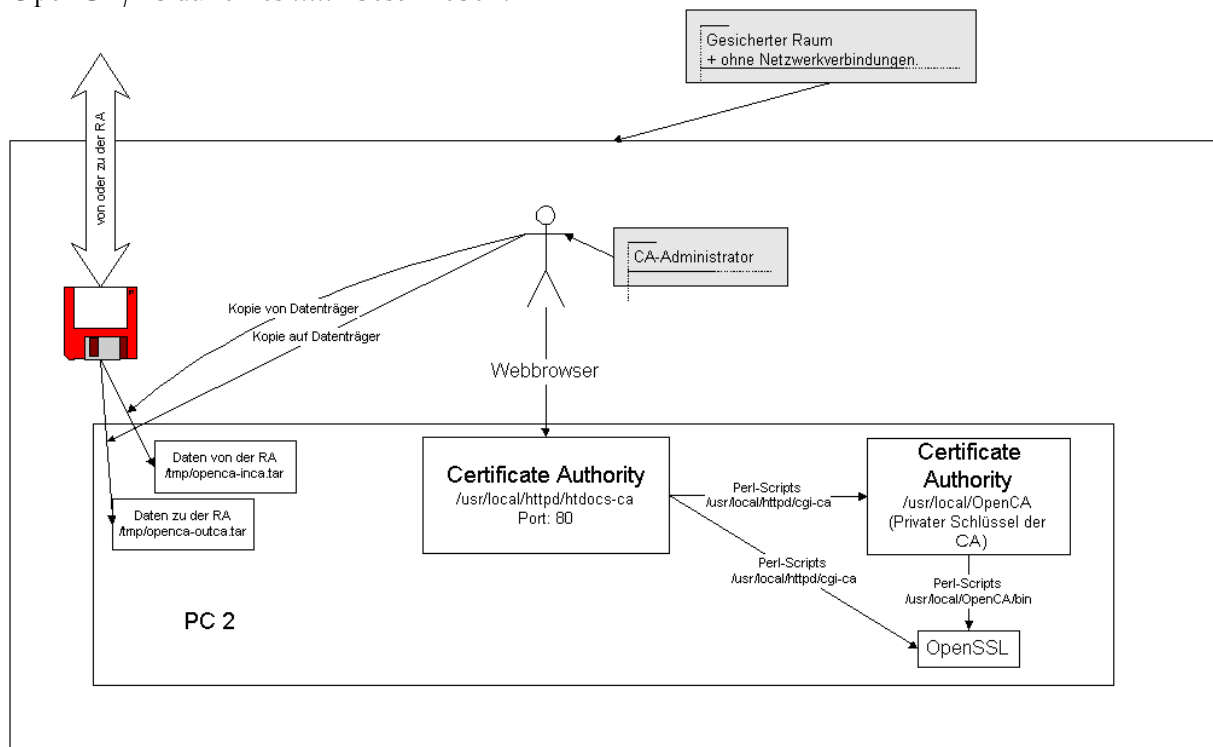 Gesicherter Raum
+ ohne Netzwerkverbindungen.
von oder zu der RA
CA-Administrator
Kopie von Datenträger
Kopie auf Datenträger
Webbrowser
Daten von der RA
/tmp/openca-inca.tar
Daten zu der RA
/tmp/openca-outca.tar
Certificate Authority
/usr/local/httpd/htdocs-ca
Port: 80
Perl-Scripts
/usr/local/httpd/cgi-ca
Certificate
Authority
/usr/local/OpenCA
(Privater Schlüssel der
CA)
Perl-Scripts
/usr/local/httpd/cgi-ca
Perl-Scripts
/usr/local/OpenCA/bin
OpenSSL
PC 2